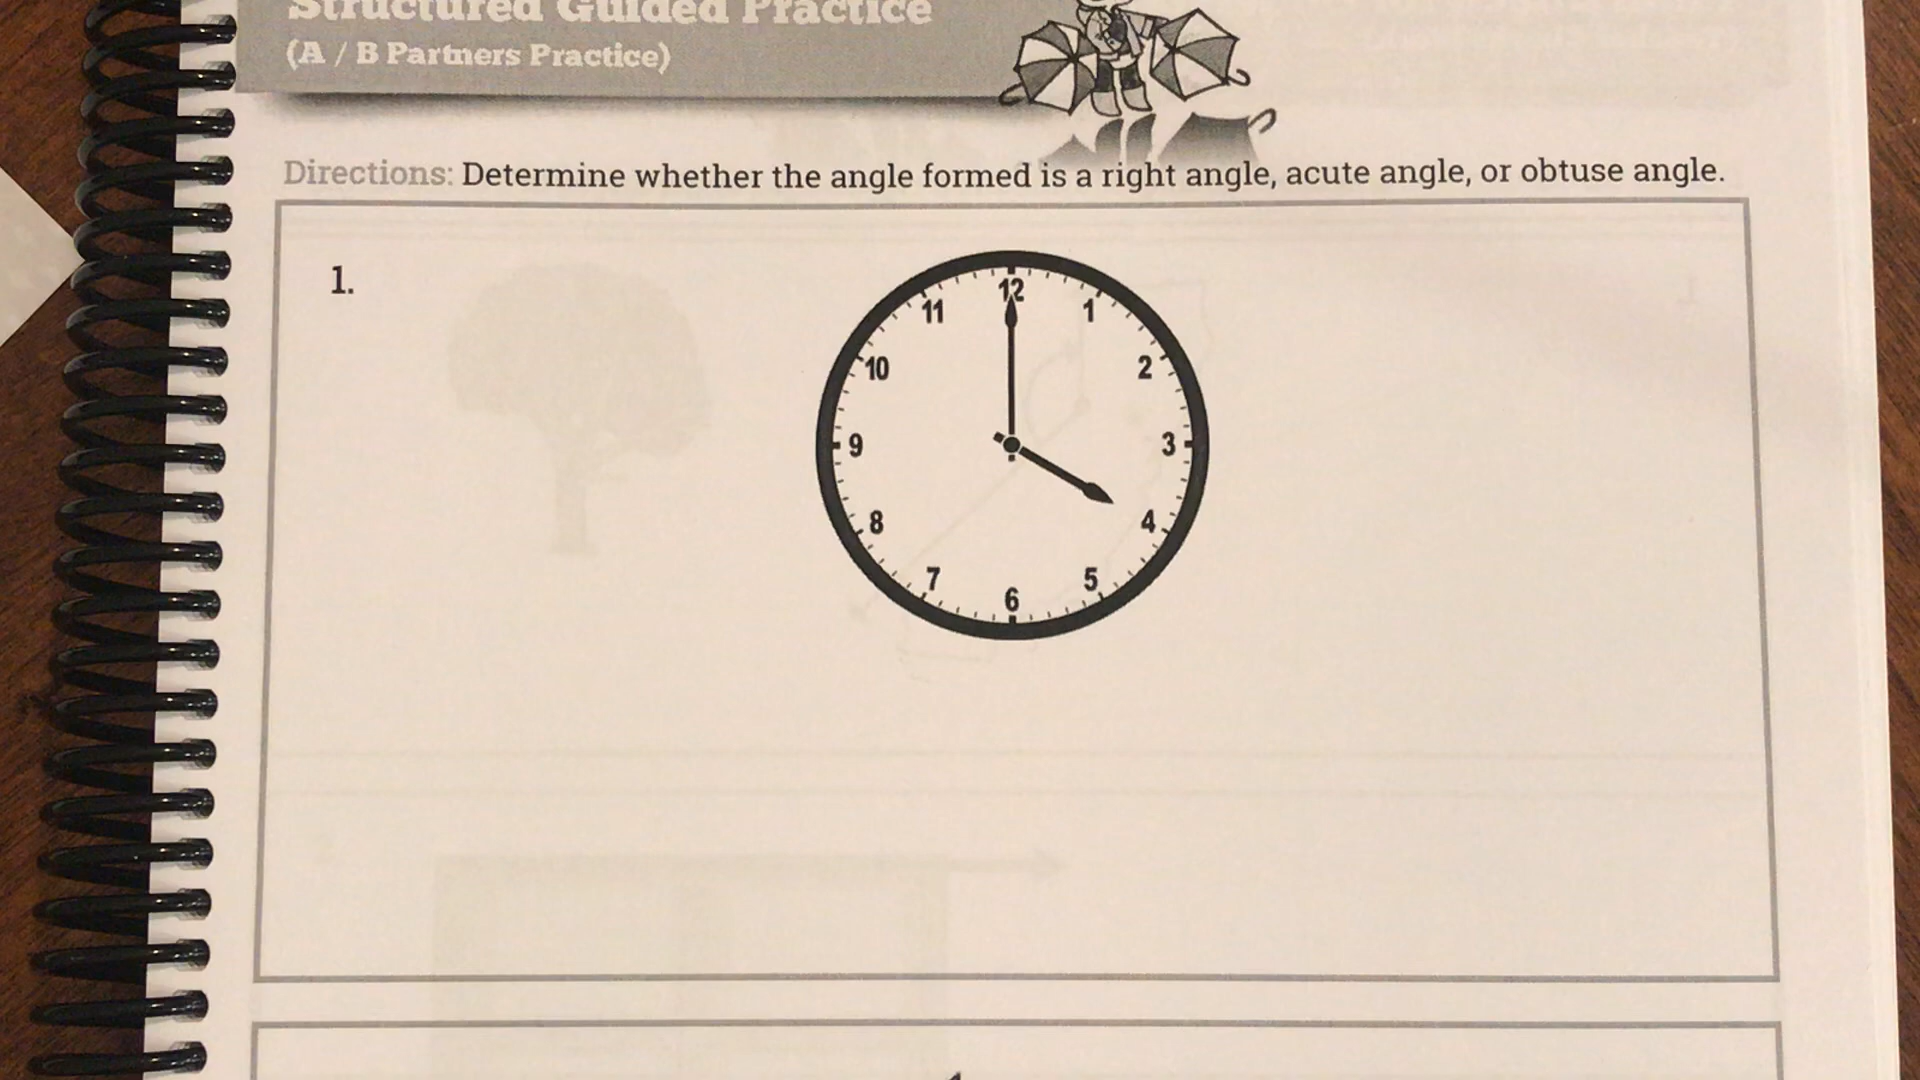 Structured Guided Practice
(A / B Partners Practice)
Directions: Determine whether the angle formed is a right angle, acute angle, or obtuse angle.
1.
12
11 1
10 2
9 3
8 4
7 5
6